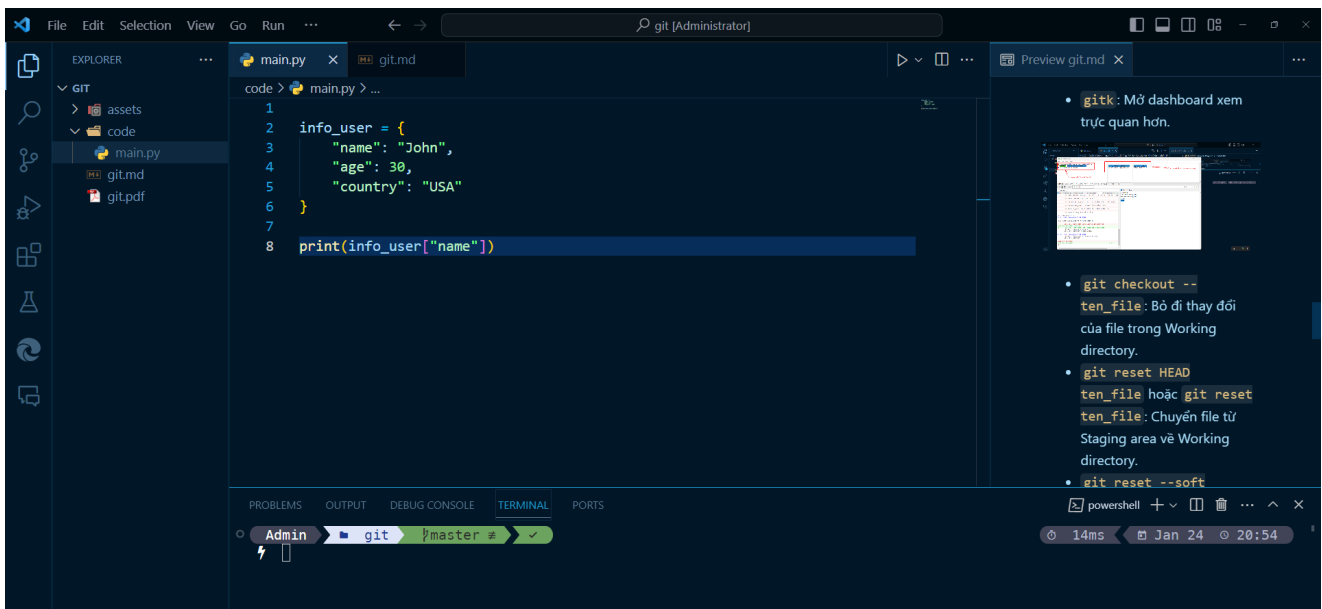 File Edit Selection View Go Run ··· git [Administrator]
EXPLORER ···
GIT
assets
code
main.py
git.md
git.pdf
main.py git.md
code > main.py > ...
1
2 info_user = {
3 "name": "John",
4 "age": 30,
5 "country": "USA"
6 }
7
8 print(info_user["name"])
Preview git.md ···
• gitk: Mở dashboard xem
trực quan hơn.
• git checkout --
ten_file: Bỏ đi thay đổi
của file trong Working
directory.
• git reset HEAD
ten_file hoặc git reset
ten_file: Chuyển file từ
Staging area về Working
directory.
• git reset --soft
PROBLEMS OUTPUT DEBUG CONSOLE TERMINAL PORTS
powershell
Admin git master ≢ ✓
14ms Jan 24 20:54